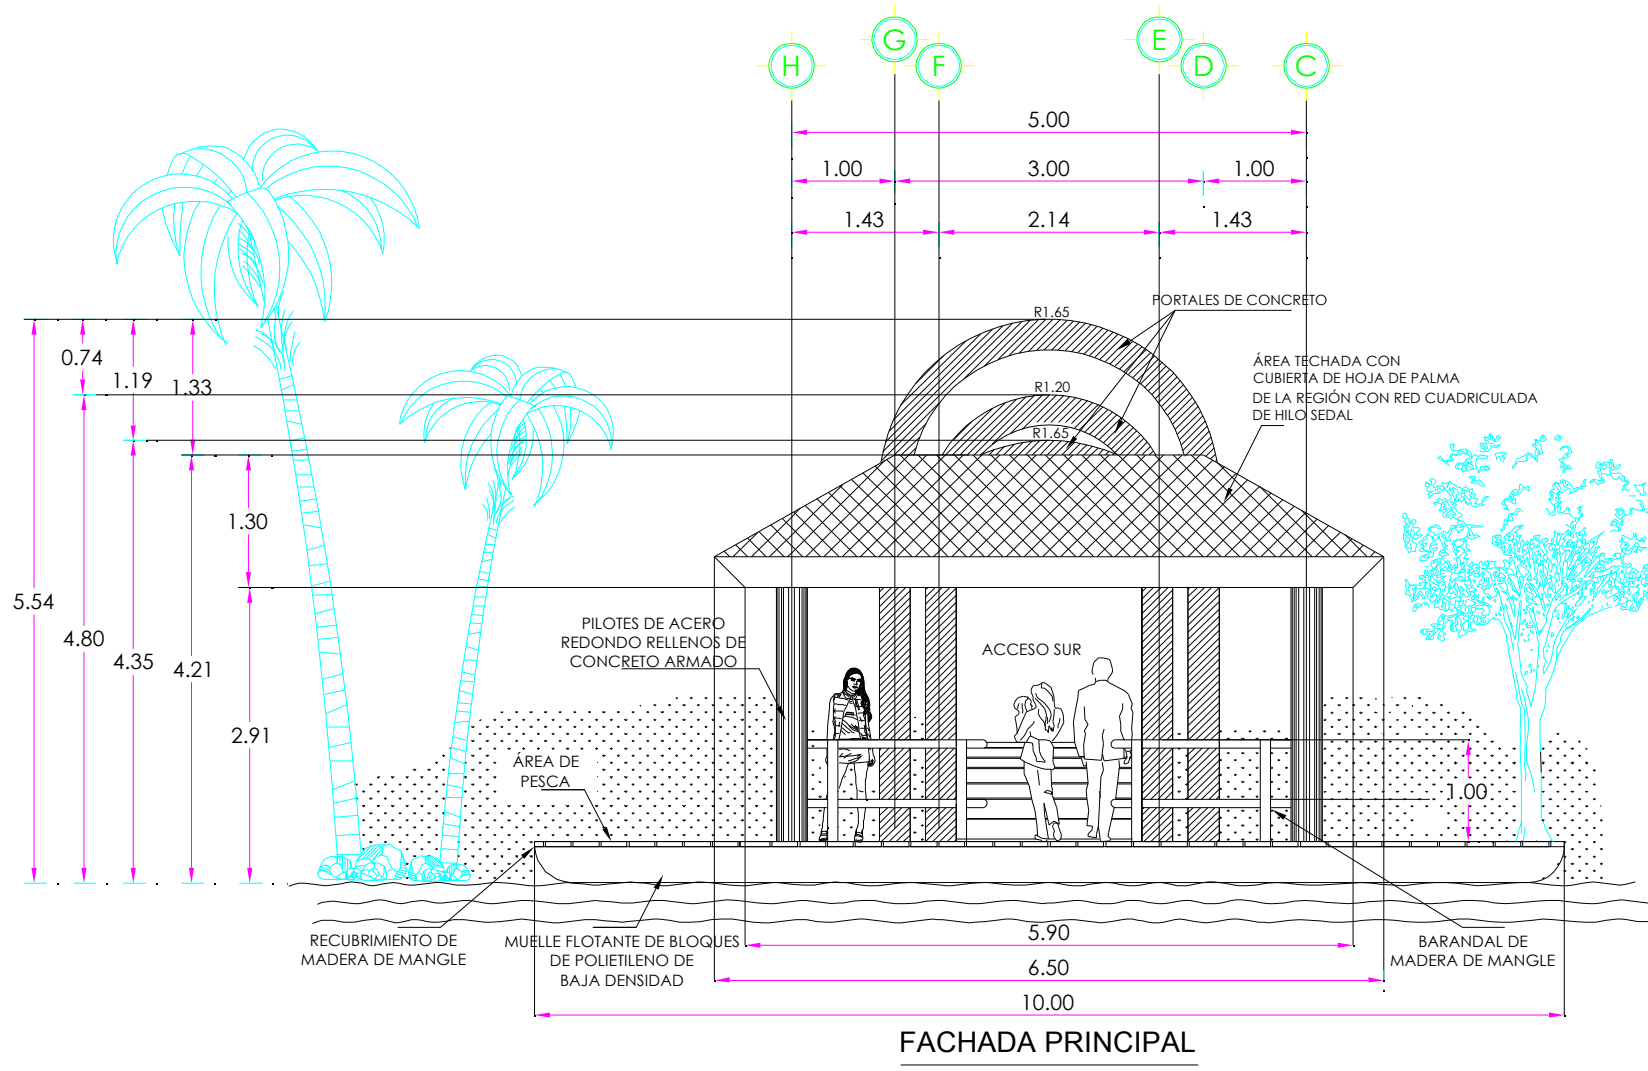 G
E
H
F
D
C
5.00
1.00
3.00
1.00
1.43
2.14
1.43
PORTALES DE CONCRETO
R1.65
0.74
1.19
1.33
ÁREA TECHADA CON
CUBIERTA DE HOJA DE PALMA
DE LA REGIÓN CON RED CUADRICULADA
DE HILO SEDAL
R1.20
R1.65
1.30
5.54
4.80
4.35
4.21
2.91
PILOTES DE ACERO
REDONDO RELLENOS DE
CONCRETO ARMADO
ACCESO SUR
ÁREA DE
PESCA
1.00
RECUBRIMIENTO DE
MADERA DE MANGLE
MUELLE FLOTANTE DE BLOQUES
DE POLIETILENO DE
BAJA DENSIDAD
5.90
BARANDAL DE
MADERA DE MANGLE
6.50
10.00
FACHADA PRINCIPAL